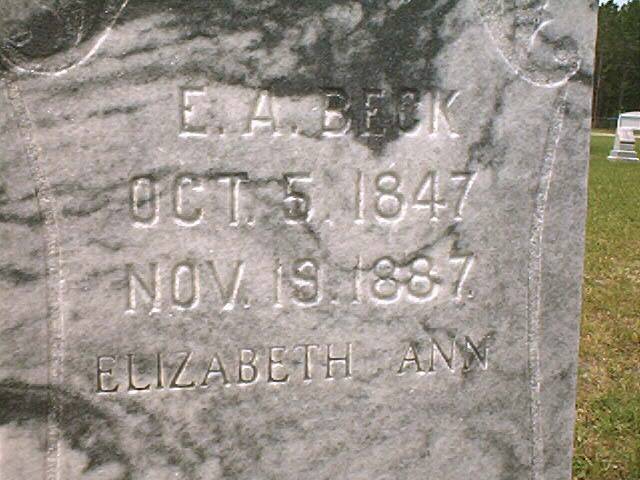 E. A. BECK
OCT. 5. 1847
NOV. 19. 1887.
ELIZABETH ANN